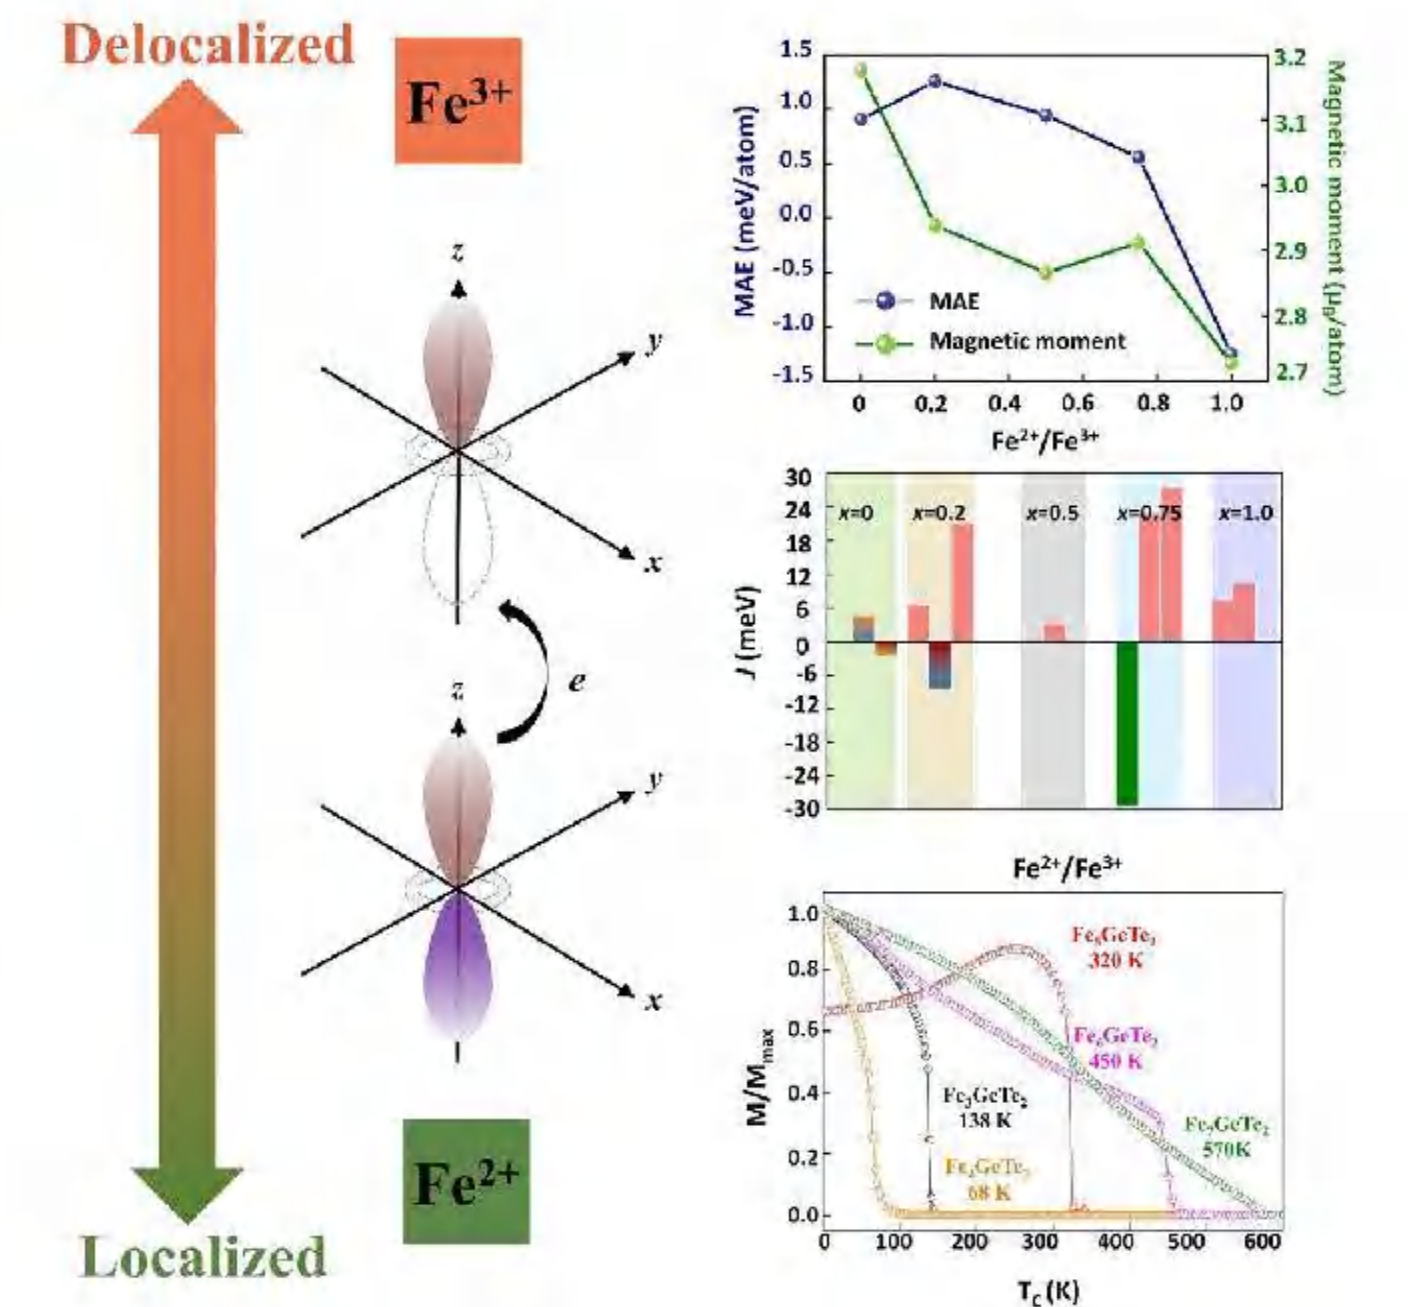 Delocalized
Fe³⁺
z
y
x
e
z
y
x
Fe²⁺
Localized
1.5
1.0
0.5
0.0
-0.5
-1.0
-1.5
MAE (meV/atom)
3.2
3.1
3.0
2.9
2.8
2.7
Magnetic moment (μB/atom)
MAE
Magnetic moment
0 0.2 0.4 0.6 0.8 1.0
Fe²⁺/Fe³⁺
30
24
18
12
6
0
-6
-12
-18
-24
-30
J (meV)
x=0 x=0.2 x=0.5 x=0.75 x=1.0
Fe²⁺/Fe³⁺
1.0
0.8
0.6
0.4
0.2
0.0
M/Mmax
320 K
450 K
Fe₃GeTe₂
138 K
68 K
570K
0 100 200 300 400 500 600
TC (K)